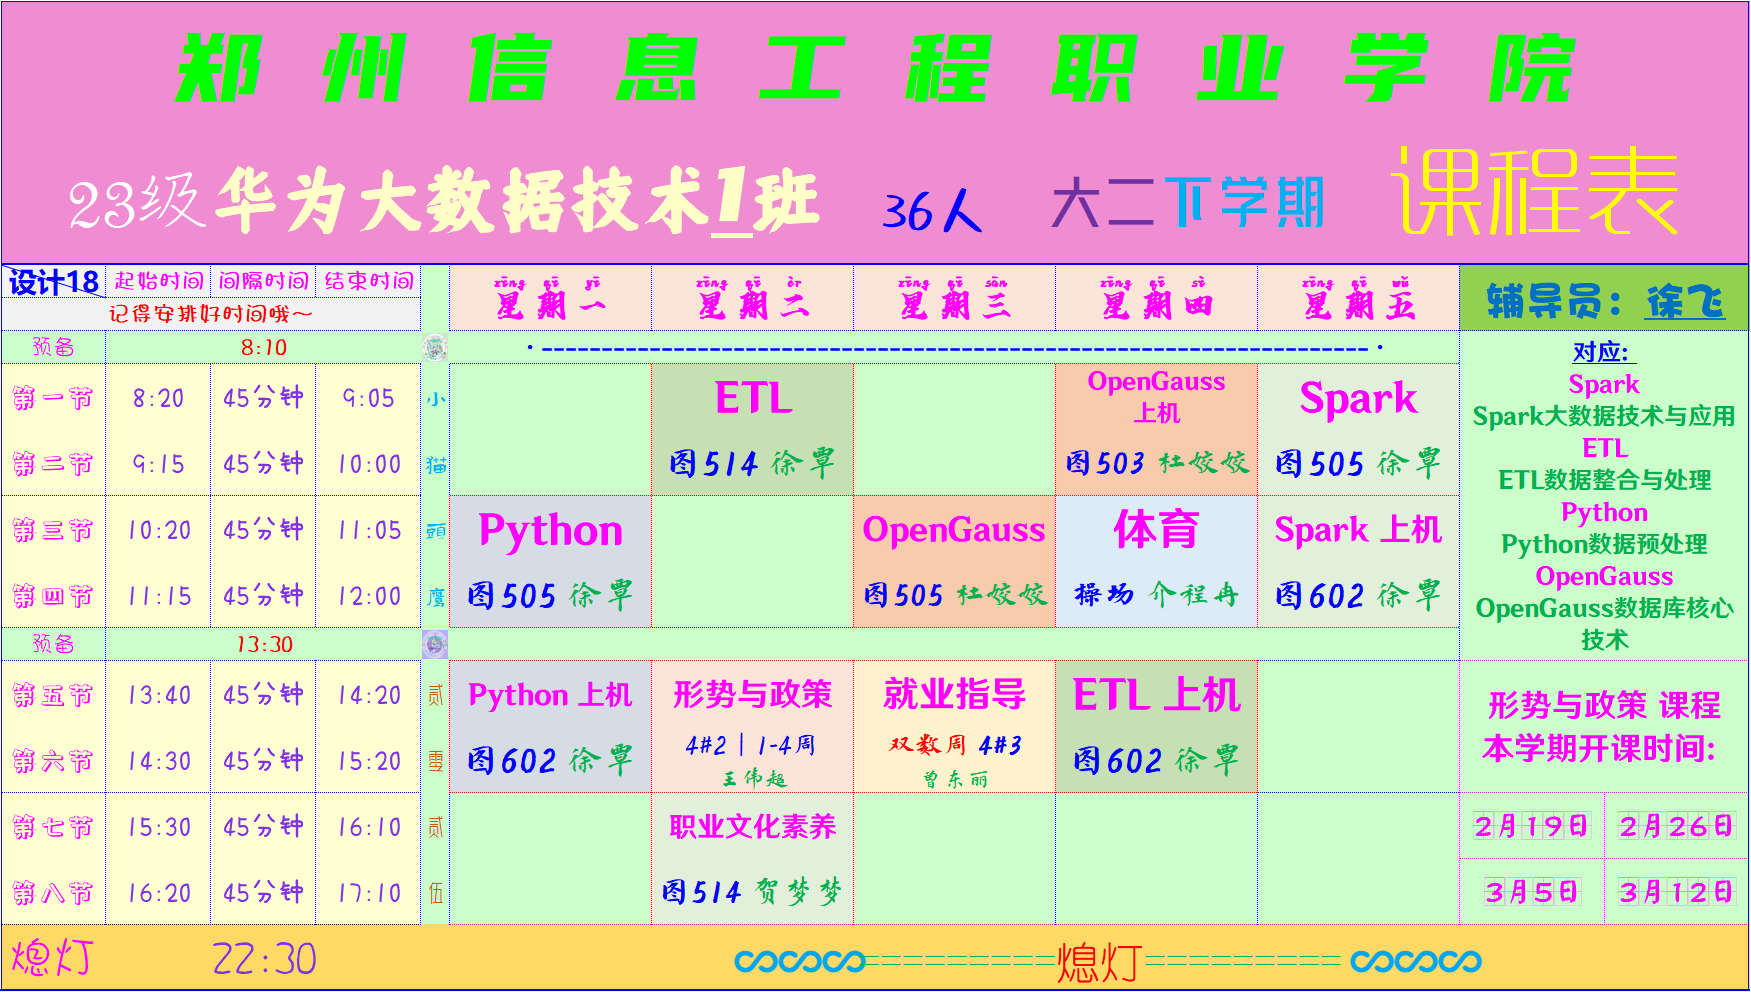 郑州信息工程职业学院
23级华为大数据技术1班 36人 大二下学期 课程表
设计18 起始时间 间隔时间 结束时间 星期一 星期二 星期三 星期四 星期五 辅导员：徐飞
xīng qī yī xīng qī èr xīng qī sān xīng qī sì xīng qī wǔ
记得安排好时间哦～
预备 8:10
第一节 8:20 45分钟 9:05 小 ETL OpenGauss 上机 Spark
第二节 9:15 45分钟 10:00 猫 图514 徐覃 图503 杜姣姣 图505 徐覃
第三节 10:20 45分钟 11:05 頭 Python OpenGauss 体育 Spark 上机
第四节 11:15 45分钟 12:00 鹰 图505 徐覃 图505 杜姣姣 操场 介程冉 图602 徐覃
预备 13:30
第五节 13:40 45分钟 14:20 贰 Python 上机 形势与政策 就业指导 ETL 上机
第六节 14:30 45分钟 15:20 零 图602 徐覃 4#2 | 1-4周 双数周 4#3 图602 徐覃
王伟超 曾东丽
第七节 15:30 45分钟 16:10 贰 职业文化素养
第八节 16:20 45分钟 17:10 伍 图514 贺梦梦
对应:
Spark
Spark大数据技术与应用
ETL
ETL数据整合与处理
Python
Python数据预处理
OpenGauss
OpenGauss数据库核心
技术
形势与政策 课程
本学期开课时间:
2月19日 2月26日
3月5日 3月12日
熄灯 22:30 熄灯